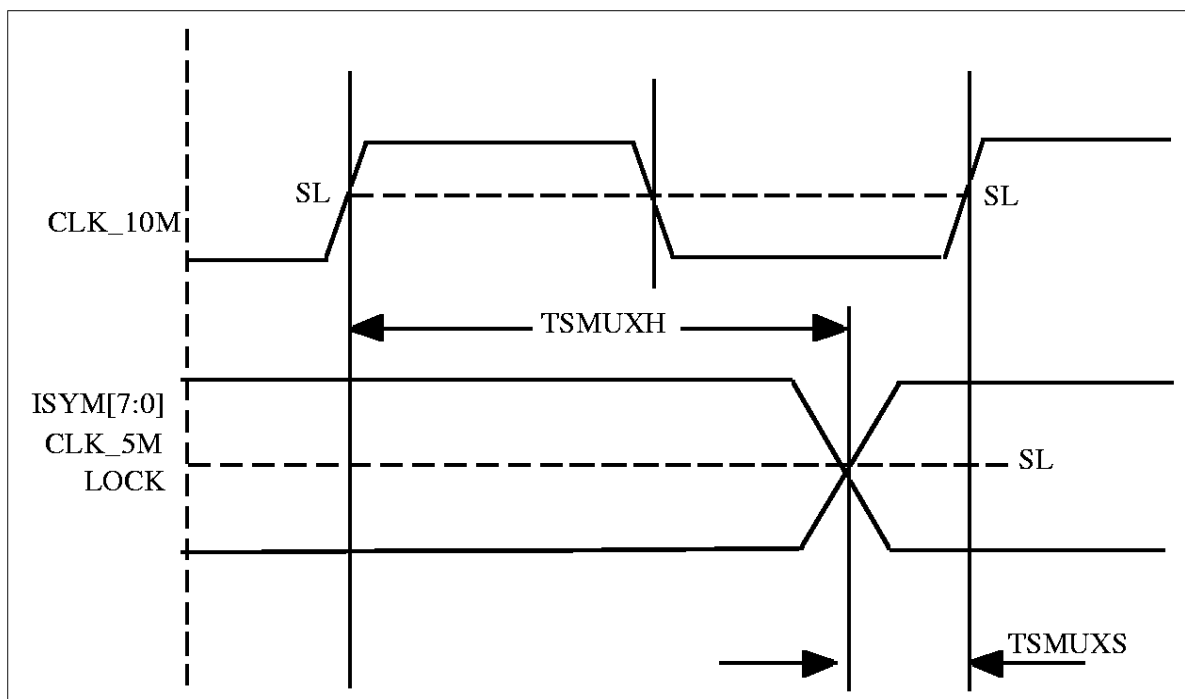 SL
SL
CLK_10M
TSMUXH
ISYM[7:0]
CLK_5M
SL
LOCK
TSMUXS